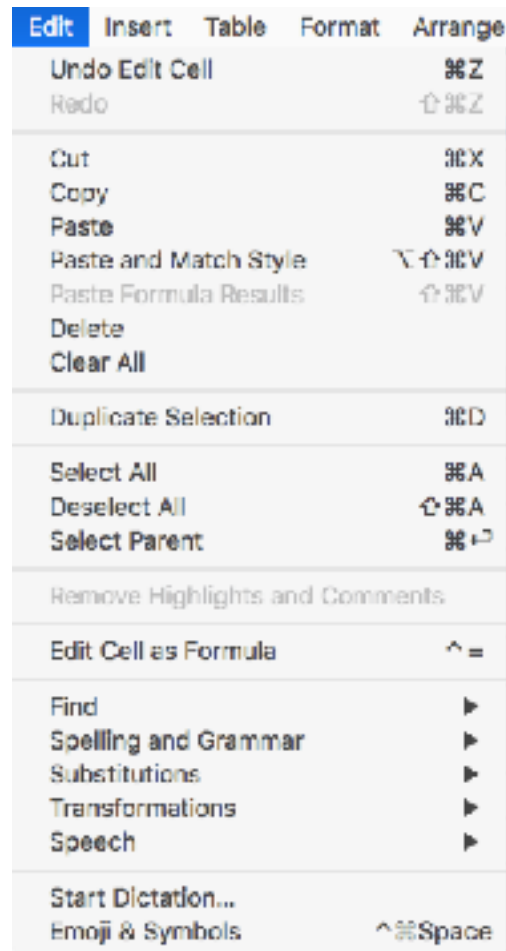 Edit Insert Table Format Arrange
Undo Edit Cell ⌘Z
Redo ⇧⌘Z
Cut ⌘X
Copy ⌘C
Paste ⌘V
Paste and Match Style ⌥⇧⌘V
Paste Formula Results ⇧⌘V
Delete
Clear All
Duplicate Selection ⌘D
Select All ⌘A
Deselect All ⇧⌘A
Select Parent ⌘⏎
Remove Highlights and Comments
Edit Cell as Formula ^=
Find ▶
Spelling and Grammar ▶
Substitutions ▶
Transformations ▶
Speech ▶
Start Dictation...
Emoji & Symbols ^⌘Space